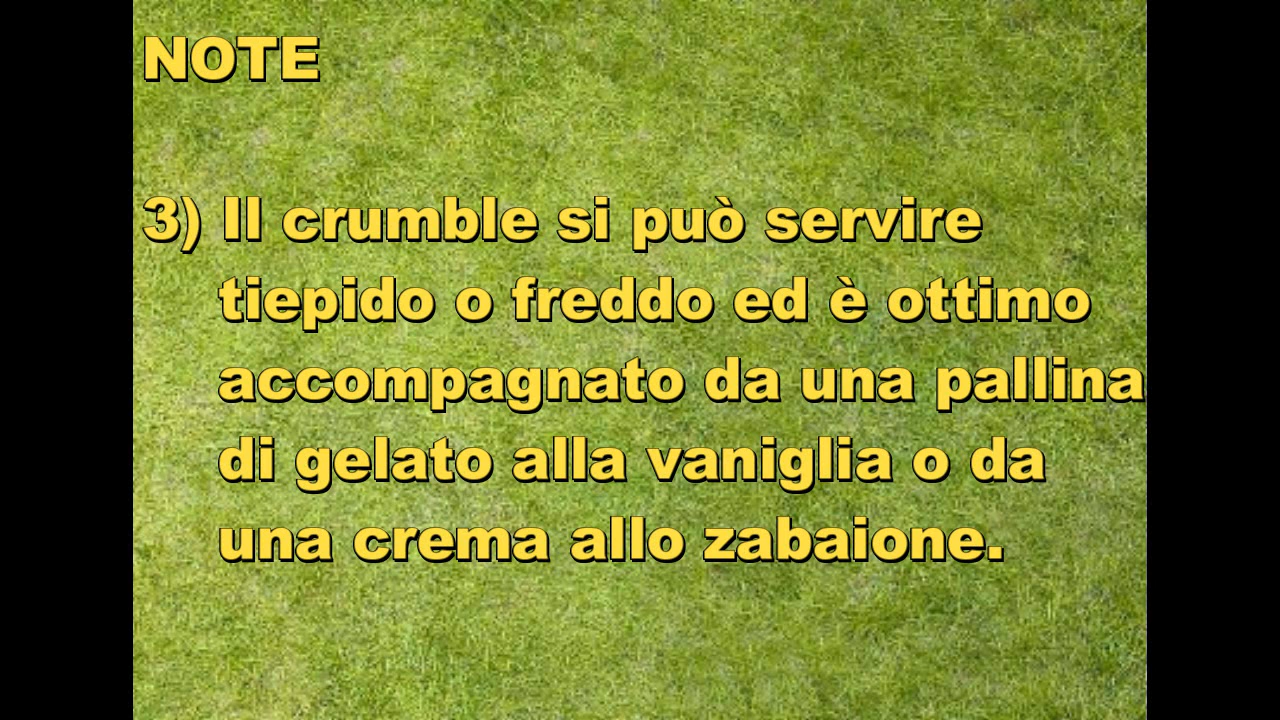 NOTE
3) Il crumble si può servire
tiepido o freddo ed è ottimo
accompagnato da una pallina
di gelato alla vaniglia o da
una crema allo zabaione.